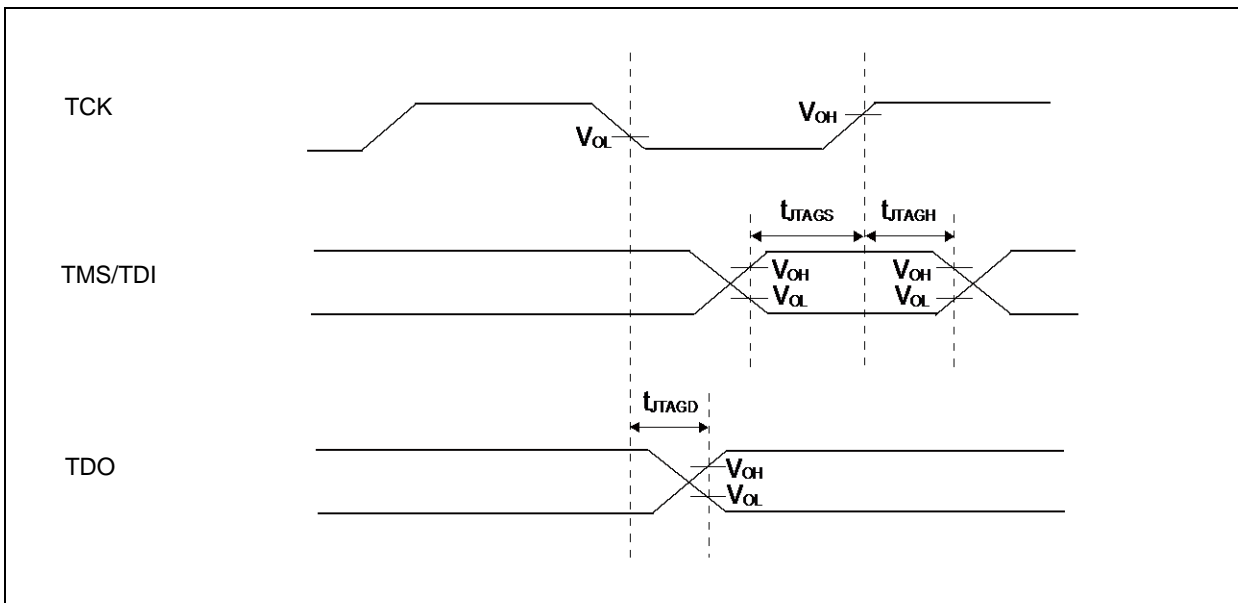 TCK
VOL
VOH
tJTAGS
tJTAGH
TMS/TDI
VOH
VOH
VOL
VOL
tJTAGD
TDO
VOH
VOL